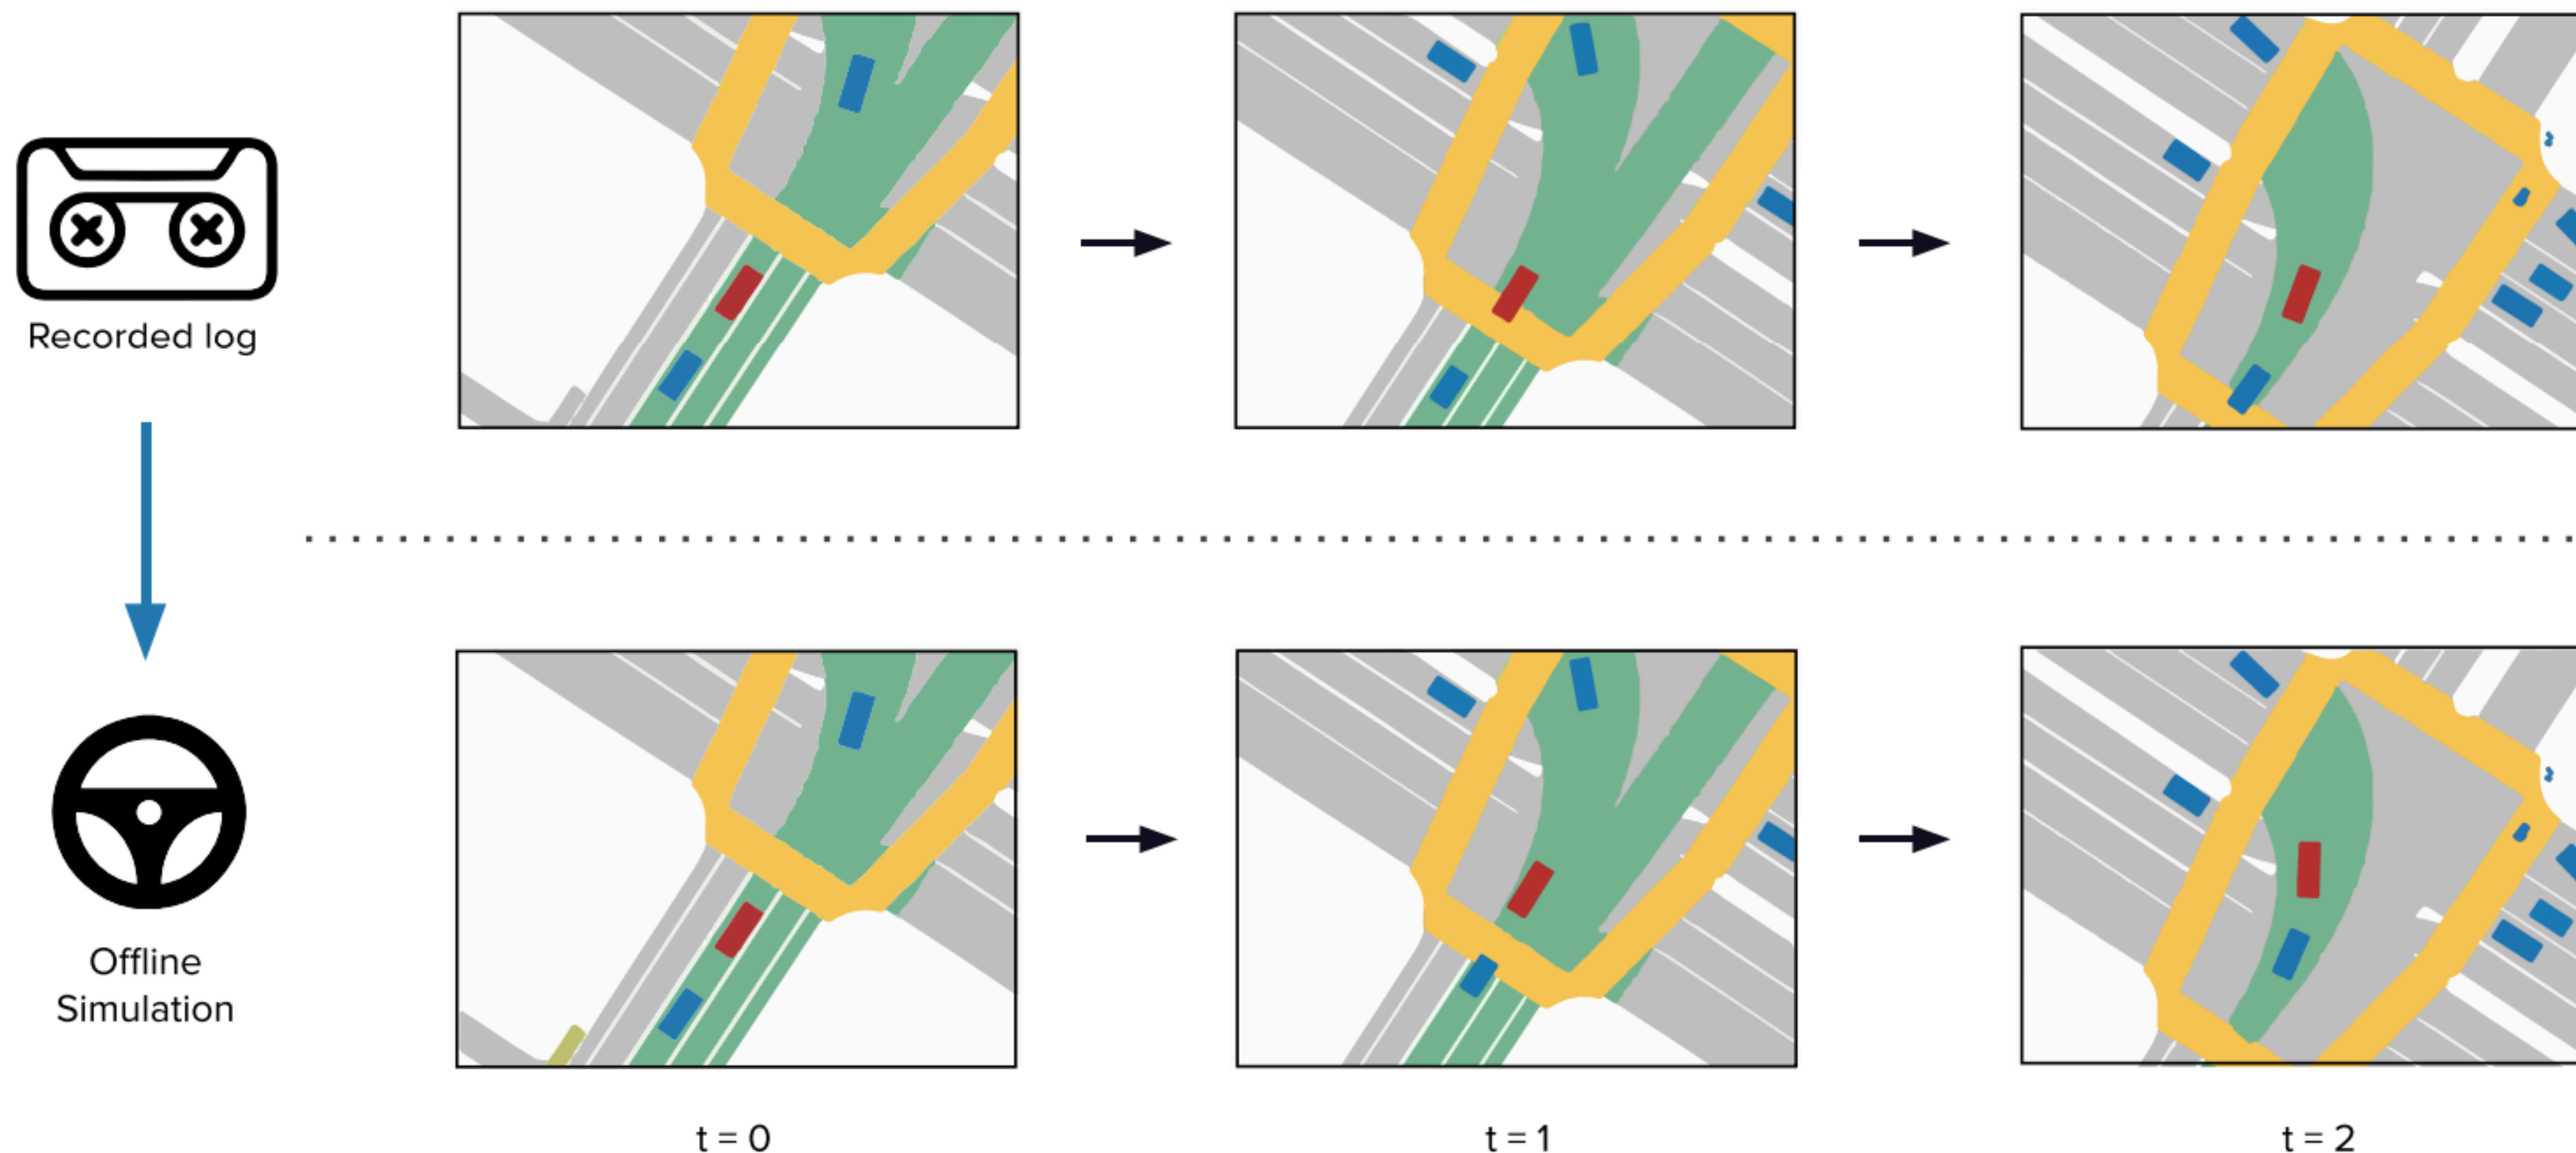 Recorded log
Offline
Simulation
t = 0
t = 1
t = 2